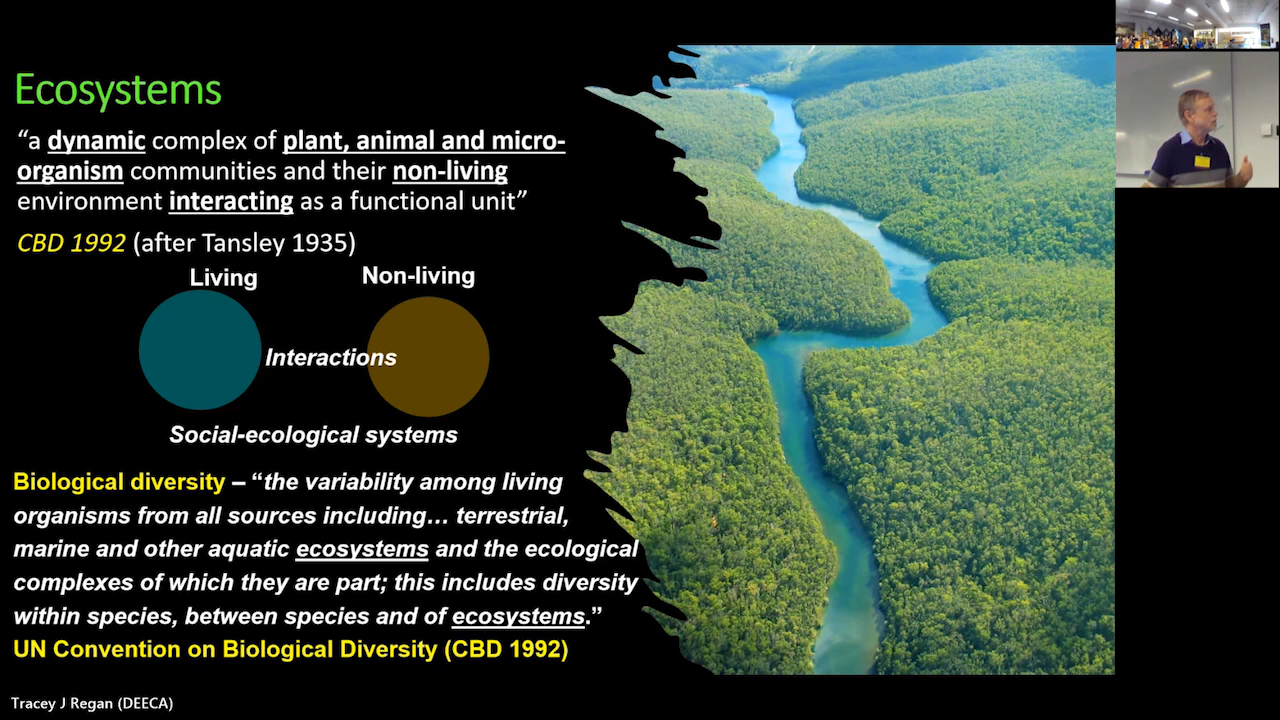 Ecosystems
“a dynamic complex of plant, animal and micro-
organism communities and their non-living
environment interacting as a functional unit”
CBD 1992 (after Tansley 1935)
Living
Non-living
Interactions
Social-ecological systems
Biological diversity – “the variability among living
organisms from all sources including… terrestrial,
marine and other aquatic ecosystems and the ecological
complexes of which they are part; this includes diversity
within species, between species and of ecosystems.”
UN Convention on Biological Diversity (CBD 1992)
Tracey J Regan (DEECA)